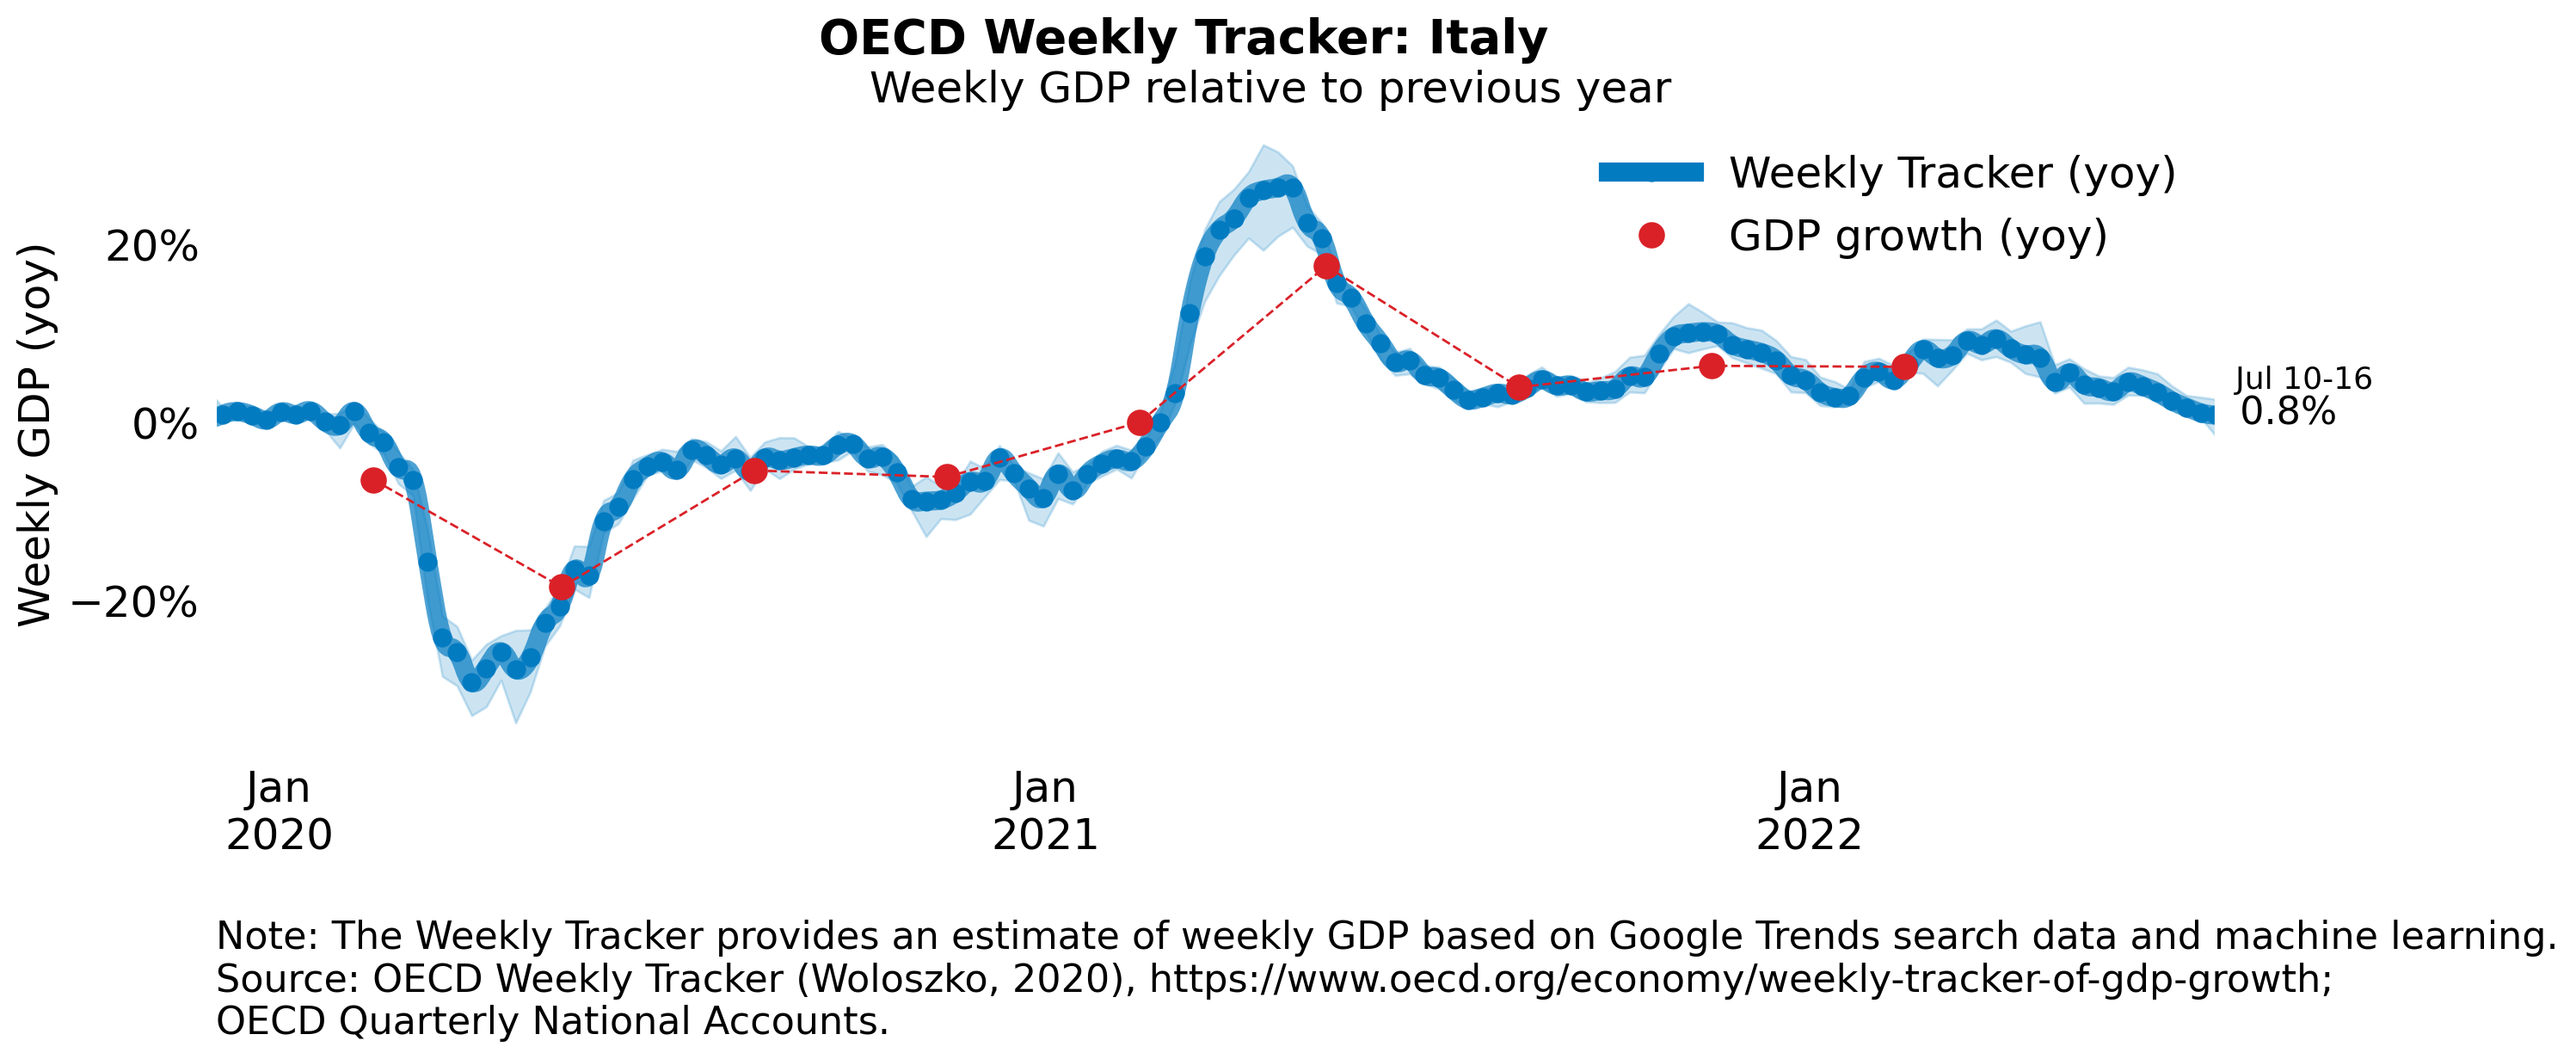 OECD Weekly Tracker: Italy
Weekly GDP relative to previous year
Weekly Tracker (yoy)
GDP growth (yoy)
Weekly GDP (yoy)
20%
0%
−20%
Jul 10-16
0.8%
Jan
2020
Jan
2021
Jan
2022
Note: The Weekly Tracker provides an estimate of weekly GDP based on Google Trends search data and machine learning.
Source: OECD Weekly Tracker (Woloszko, 2020), https://www.oecd.org/economy/weekly-tracker-of-gdp-growth;
OECD Quarterly National Accounts.